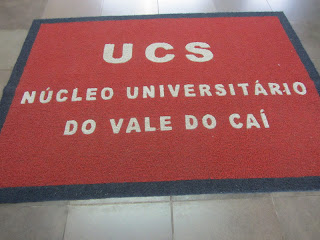 UCS
NÚCLEO UNIVERSITÁRIO
DO VALE DO CAÍ